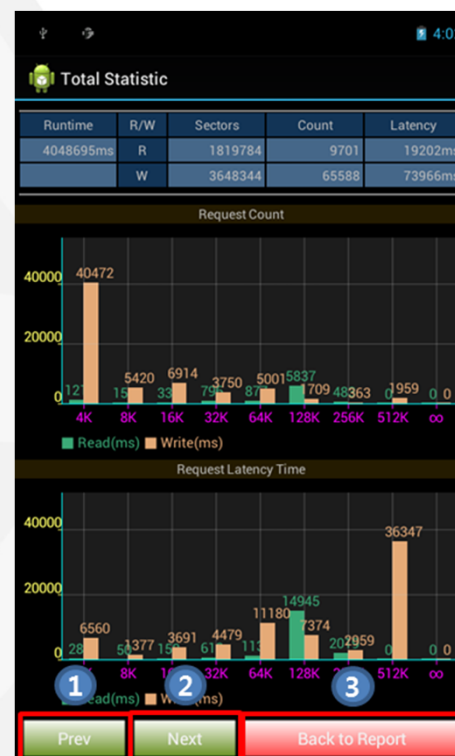 Total Statistic
Runtime R/W Sectors Count Latency
4048695ms R 1819784 9701 19202ms
W 3648344 65588 73966ms
Request Count
40000
20000
0
40472
5420 6914 3750 5001 5837 1709 363 0 1959 0 0
4K 8K 16K 32K 64K 128K 256K 512K ∞
Read(ms) Write(ms)
Request Latency Time
40000
20000
0
6560 1377 3691 4479 11180 14945 7374 2959 0 36347 0 0
8K 32K 64K 128K 512K ∞
1 2 3
Prev Next Back to Report